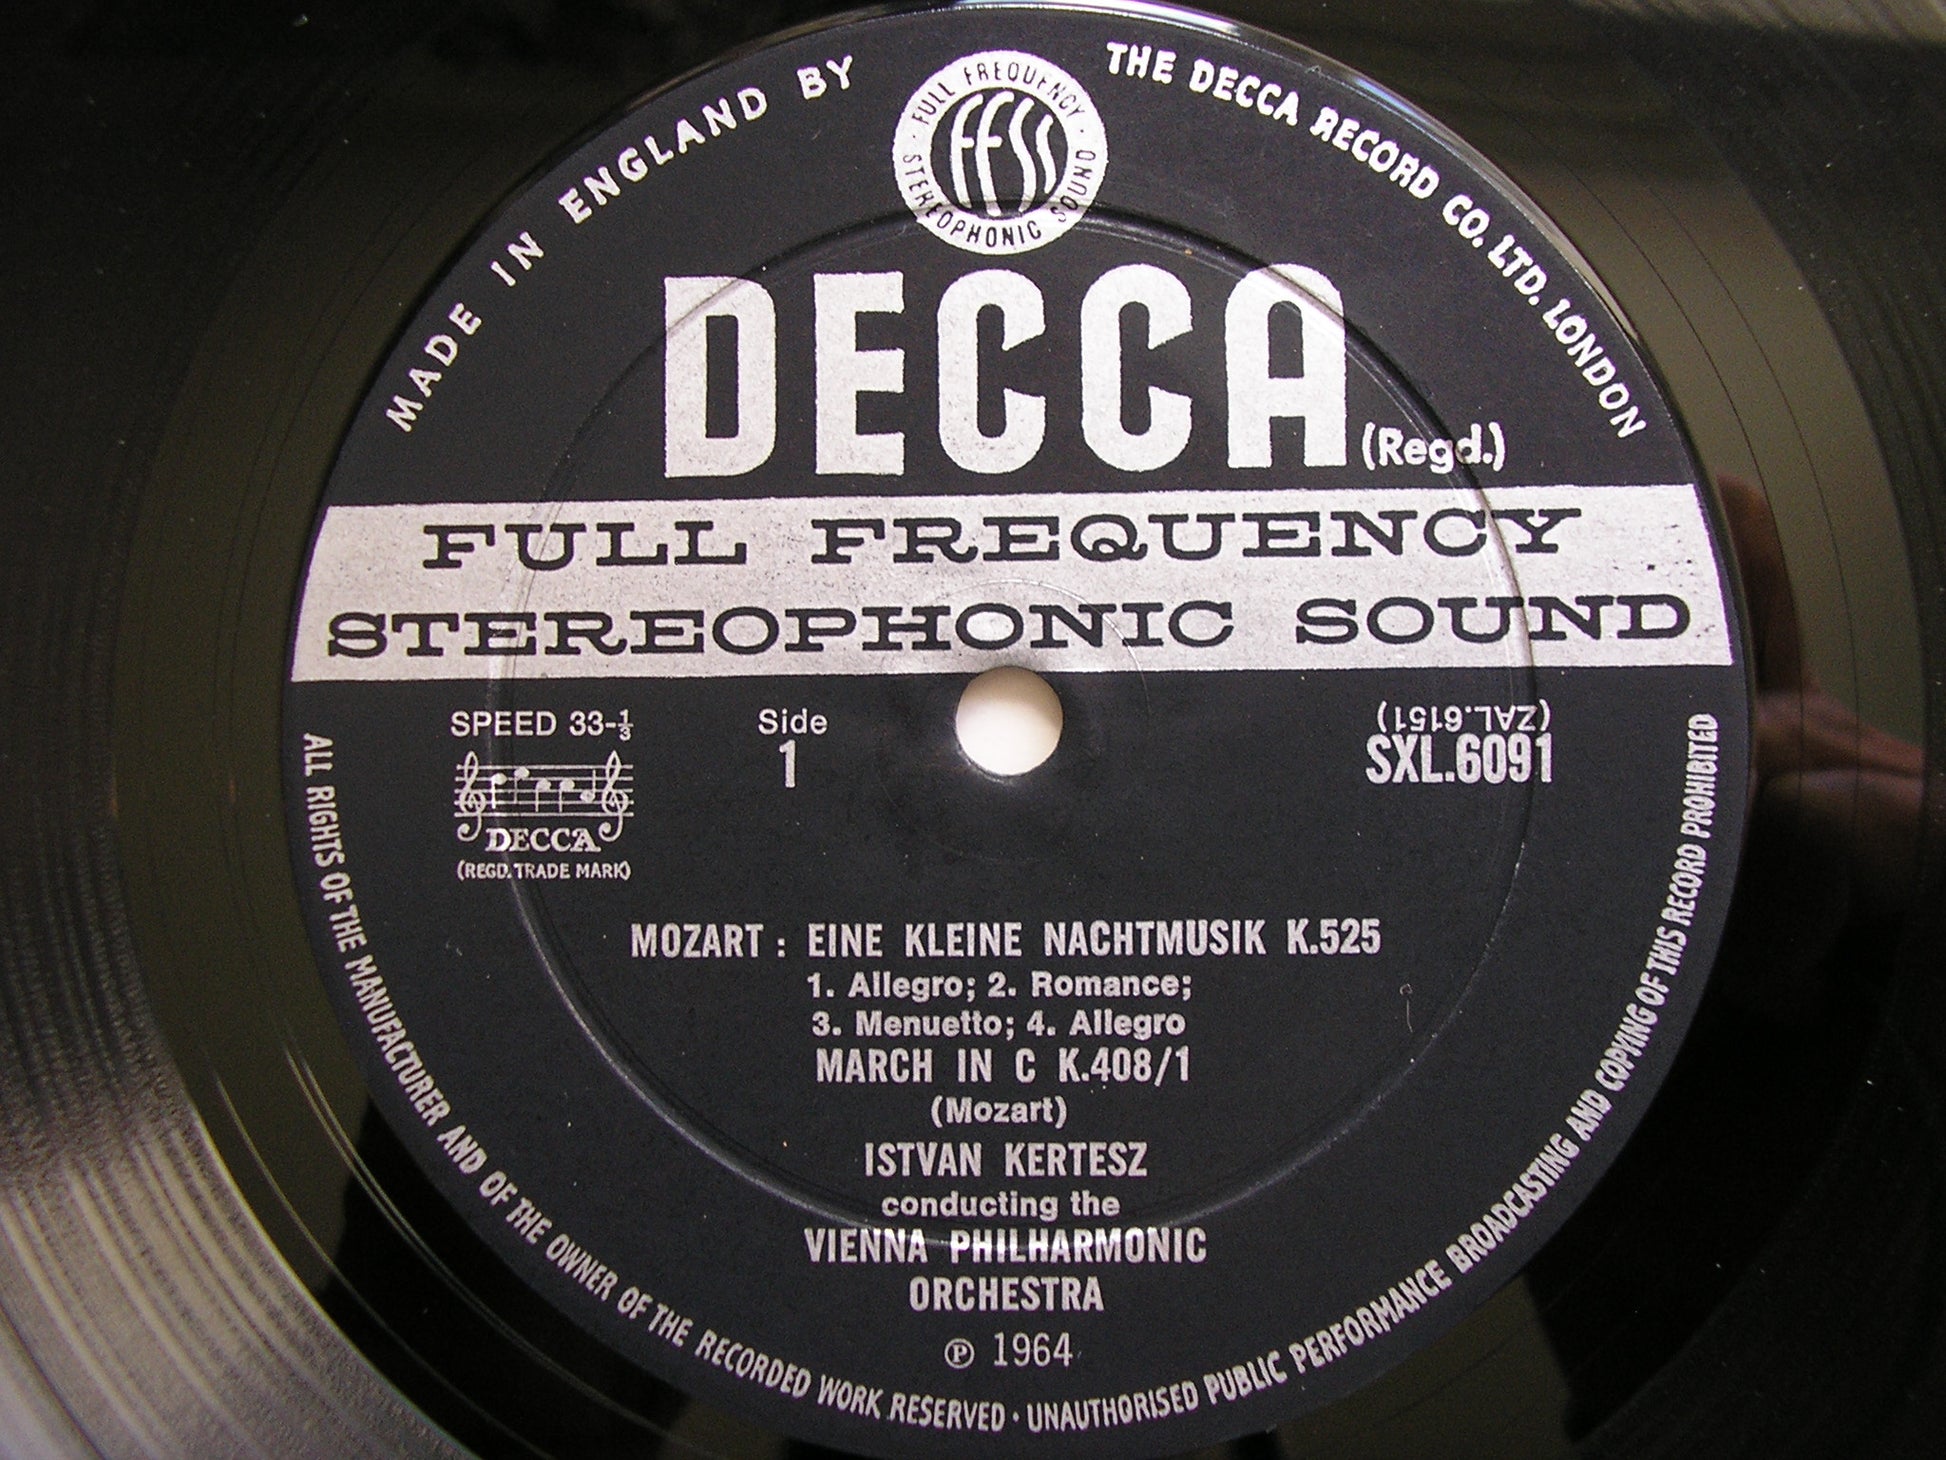 MADE IN ENGLAND BY
THE DECCA RECORD CO. LTD. LONDON
FULL FREQUENCY
STEREOPHONIC SOUND
FFSS
DECCA
(Regd.)
FULL FREQUENCY
STEREOPHONIC SOUND
SPEED 33-⅓
Side
1
(ZAL.6151)
SXL.6091
DECCA
(REGD. TRADE MARK)
MOZART : EINE KLEINE NACHTMUSIK K.525
1. Allegro; 2. Romance;
3. Menuetto; 4. Allegro
MARCH IN C K.408/1
(Mozart)
ISTVAN KERTESZ
conducting the
VIENNA PHILHARMONIC
ORCHESTRA
℗ 1964
ALL RIGHTS OF THE MANUFACTURER AND OF THE OWNER OF THE RECORDED WORK RESERVED · UNAUTHORISED PUBLIC PERFORMANCE BROADCASTING AND COPYING OF THIS RECORD PROHIBITED